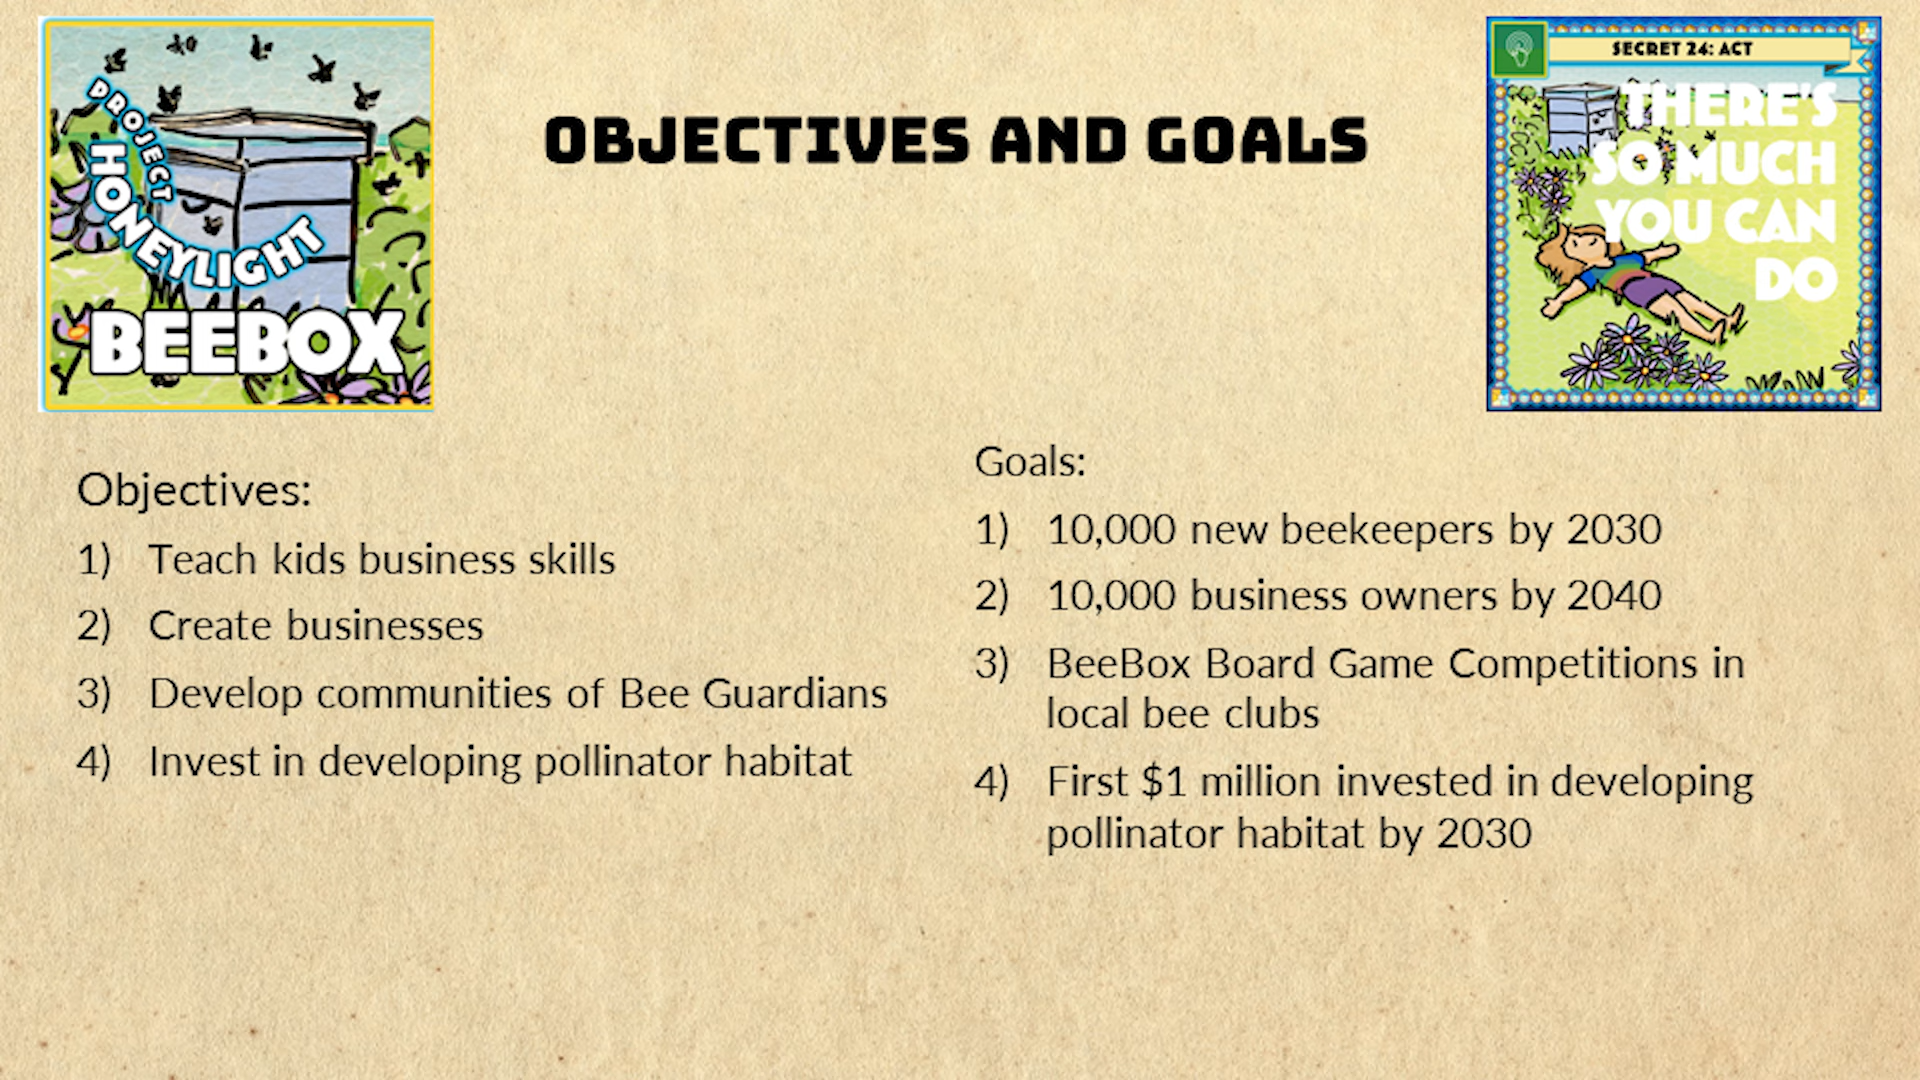 PROJECT
HONEYLIGHT
BEEBOX
OBJECTIVES AND GOALS
SECRET 24: ACT
THERE'S
SO MUCH
YOU CAN
DO
Objectives:
1) Teach kids business skills
2) Create businesses
3) Develop communities of Bee Guardians
4) Invest in developing pollinator habitat
Goals:
1) 10,000 new beekeepers by 2030
2) 10,000 business owners by 2040
3) BeeBox Board Game Competitions in
local bee clubs
4) First $1 million invested in developing
pollinator habitat by 2030